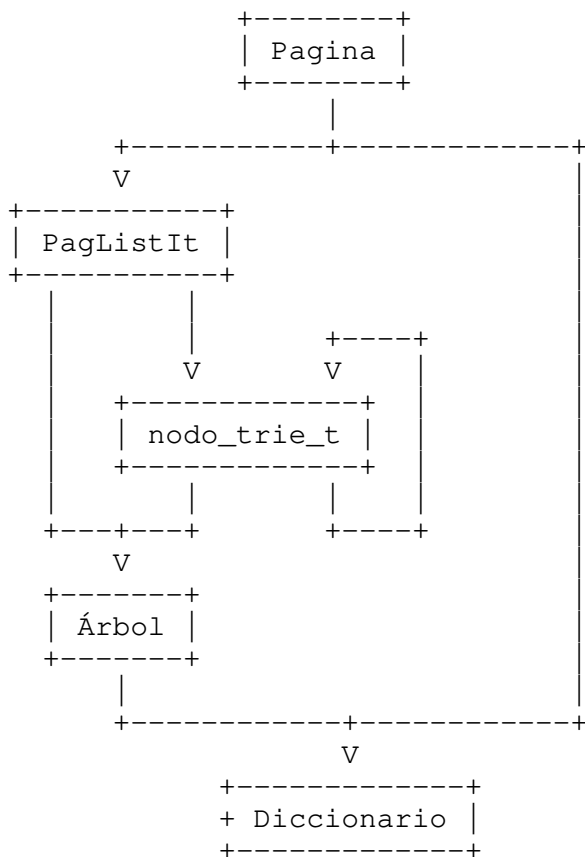 Pagina
V
PagListIt
V V
nodo_trie_t
V
Árbol
V
Diccionario